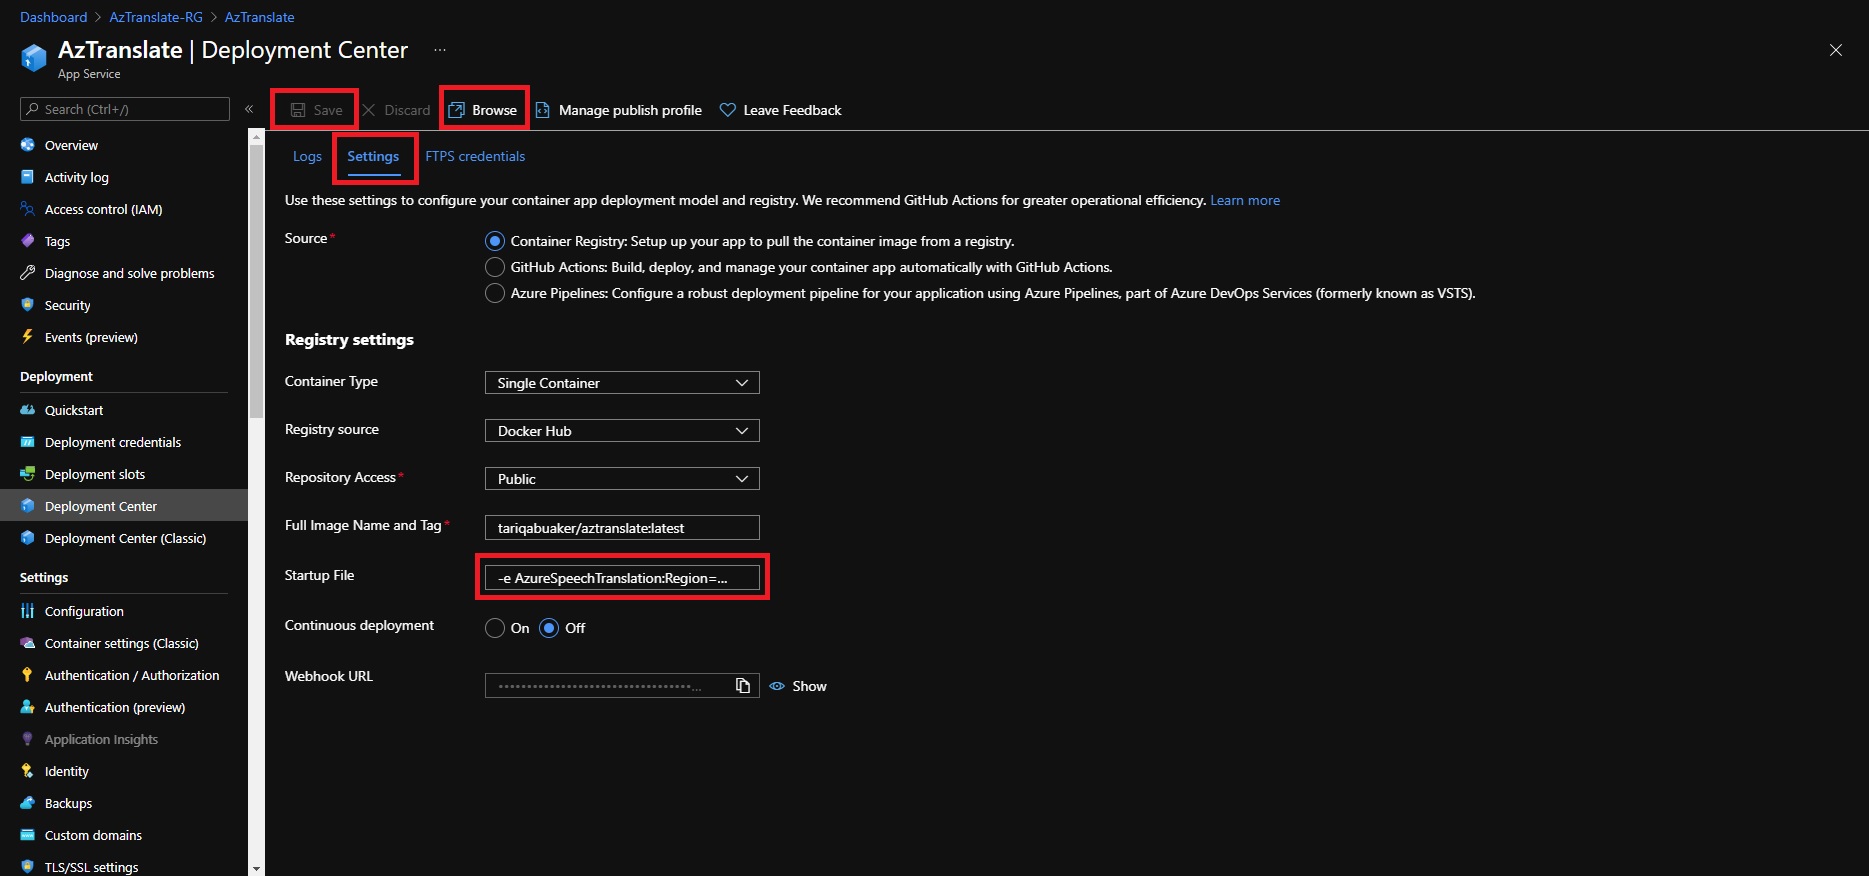 Dashboard > AzTranslate-RG > AzTranslate
AzTranslate | Deployment Center ...
App Service
Search (Ctrl+/)
«
Save
Discard
Browse
Manage publish profile
Leave Feedback
Overview
Activity log
Access control (IAM)
Tags
Diagnose and solve problems
Security
Events (preview)
Deployment
Quickstart
Deployment credentials
Deployment slots
Deployment Center
Deployment Center (Classic)
Settings
Configuration
Container settings (Classic)
Authentication / Authorization
Authentication (preview)
Application Insights
Identity
Backups
Custom domains
TLS/SSL settings
Logs
Settings
FTPS credentials
Use these settings to configure your container app deployment model and registry. We recommend GitHub Actions for greater operational efficiency. Learn more
Source*
Container Registry: Setup up your app to pull the container image from a registry.
GitHub Actions: Build, deploy, and manage your container app automatically with GitHub Actions.
Azure Pipelines: Configure a robust deployment pipeline for your application using Azure Pipelines, part of Azure DevOps Services (formerly known as VSTS).
Registry settings
Container Type
Single Container
Registry source
Docker Hub
Repository Access*
Public
Full Image Name and Tag*
tariqabuaker/aztranslate:latest
Startup File
-e AzureSpeechTranslation:Region=...
Continuous deployment
On
Off
Webhook URL
Show